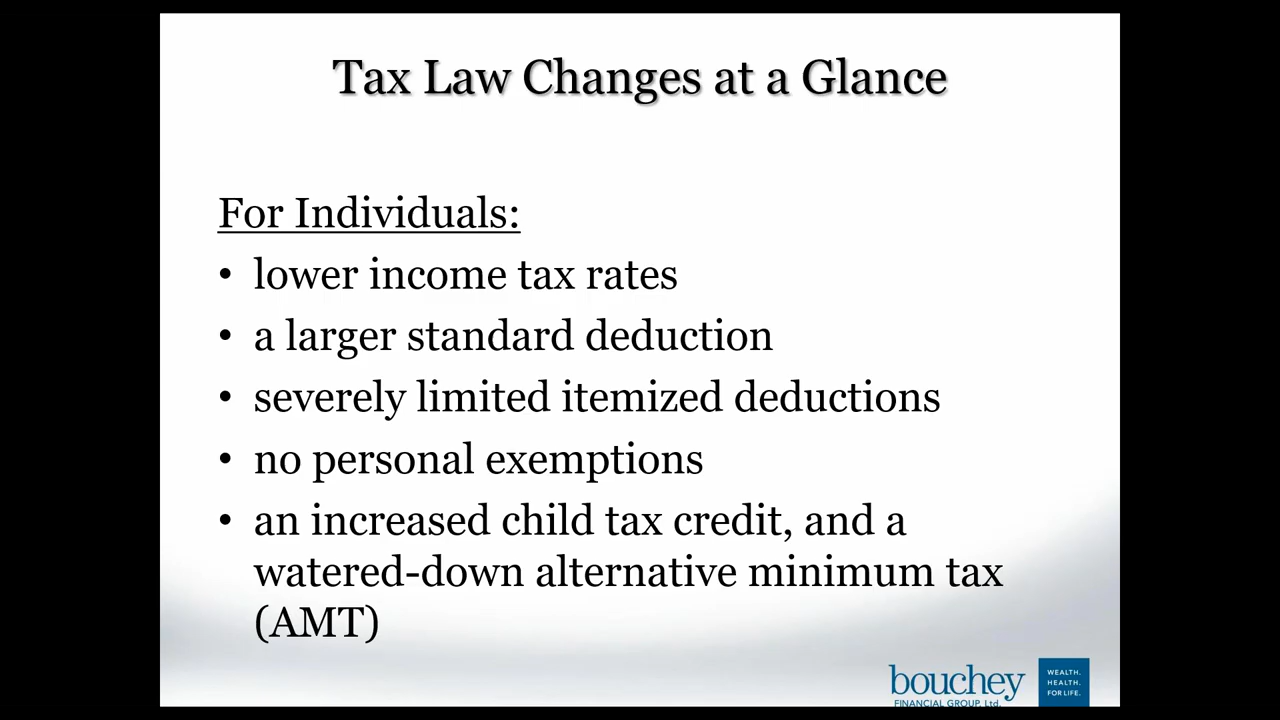 Tax Law Changes at a Glance
For Individuals:
• lower income tax rates
• a larger standard deduction
• severely limited itemized deductions
• no personal exemptions
• an increased child tax credit, and a
watered-down alternative minimum tax
(AMT)
bouchey
FINANCIAL GROUP, Ltd.
WEALTH.
HEALTH.
FOR LIFE.